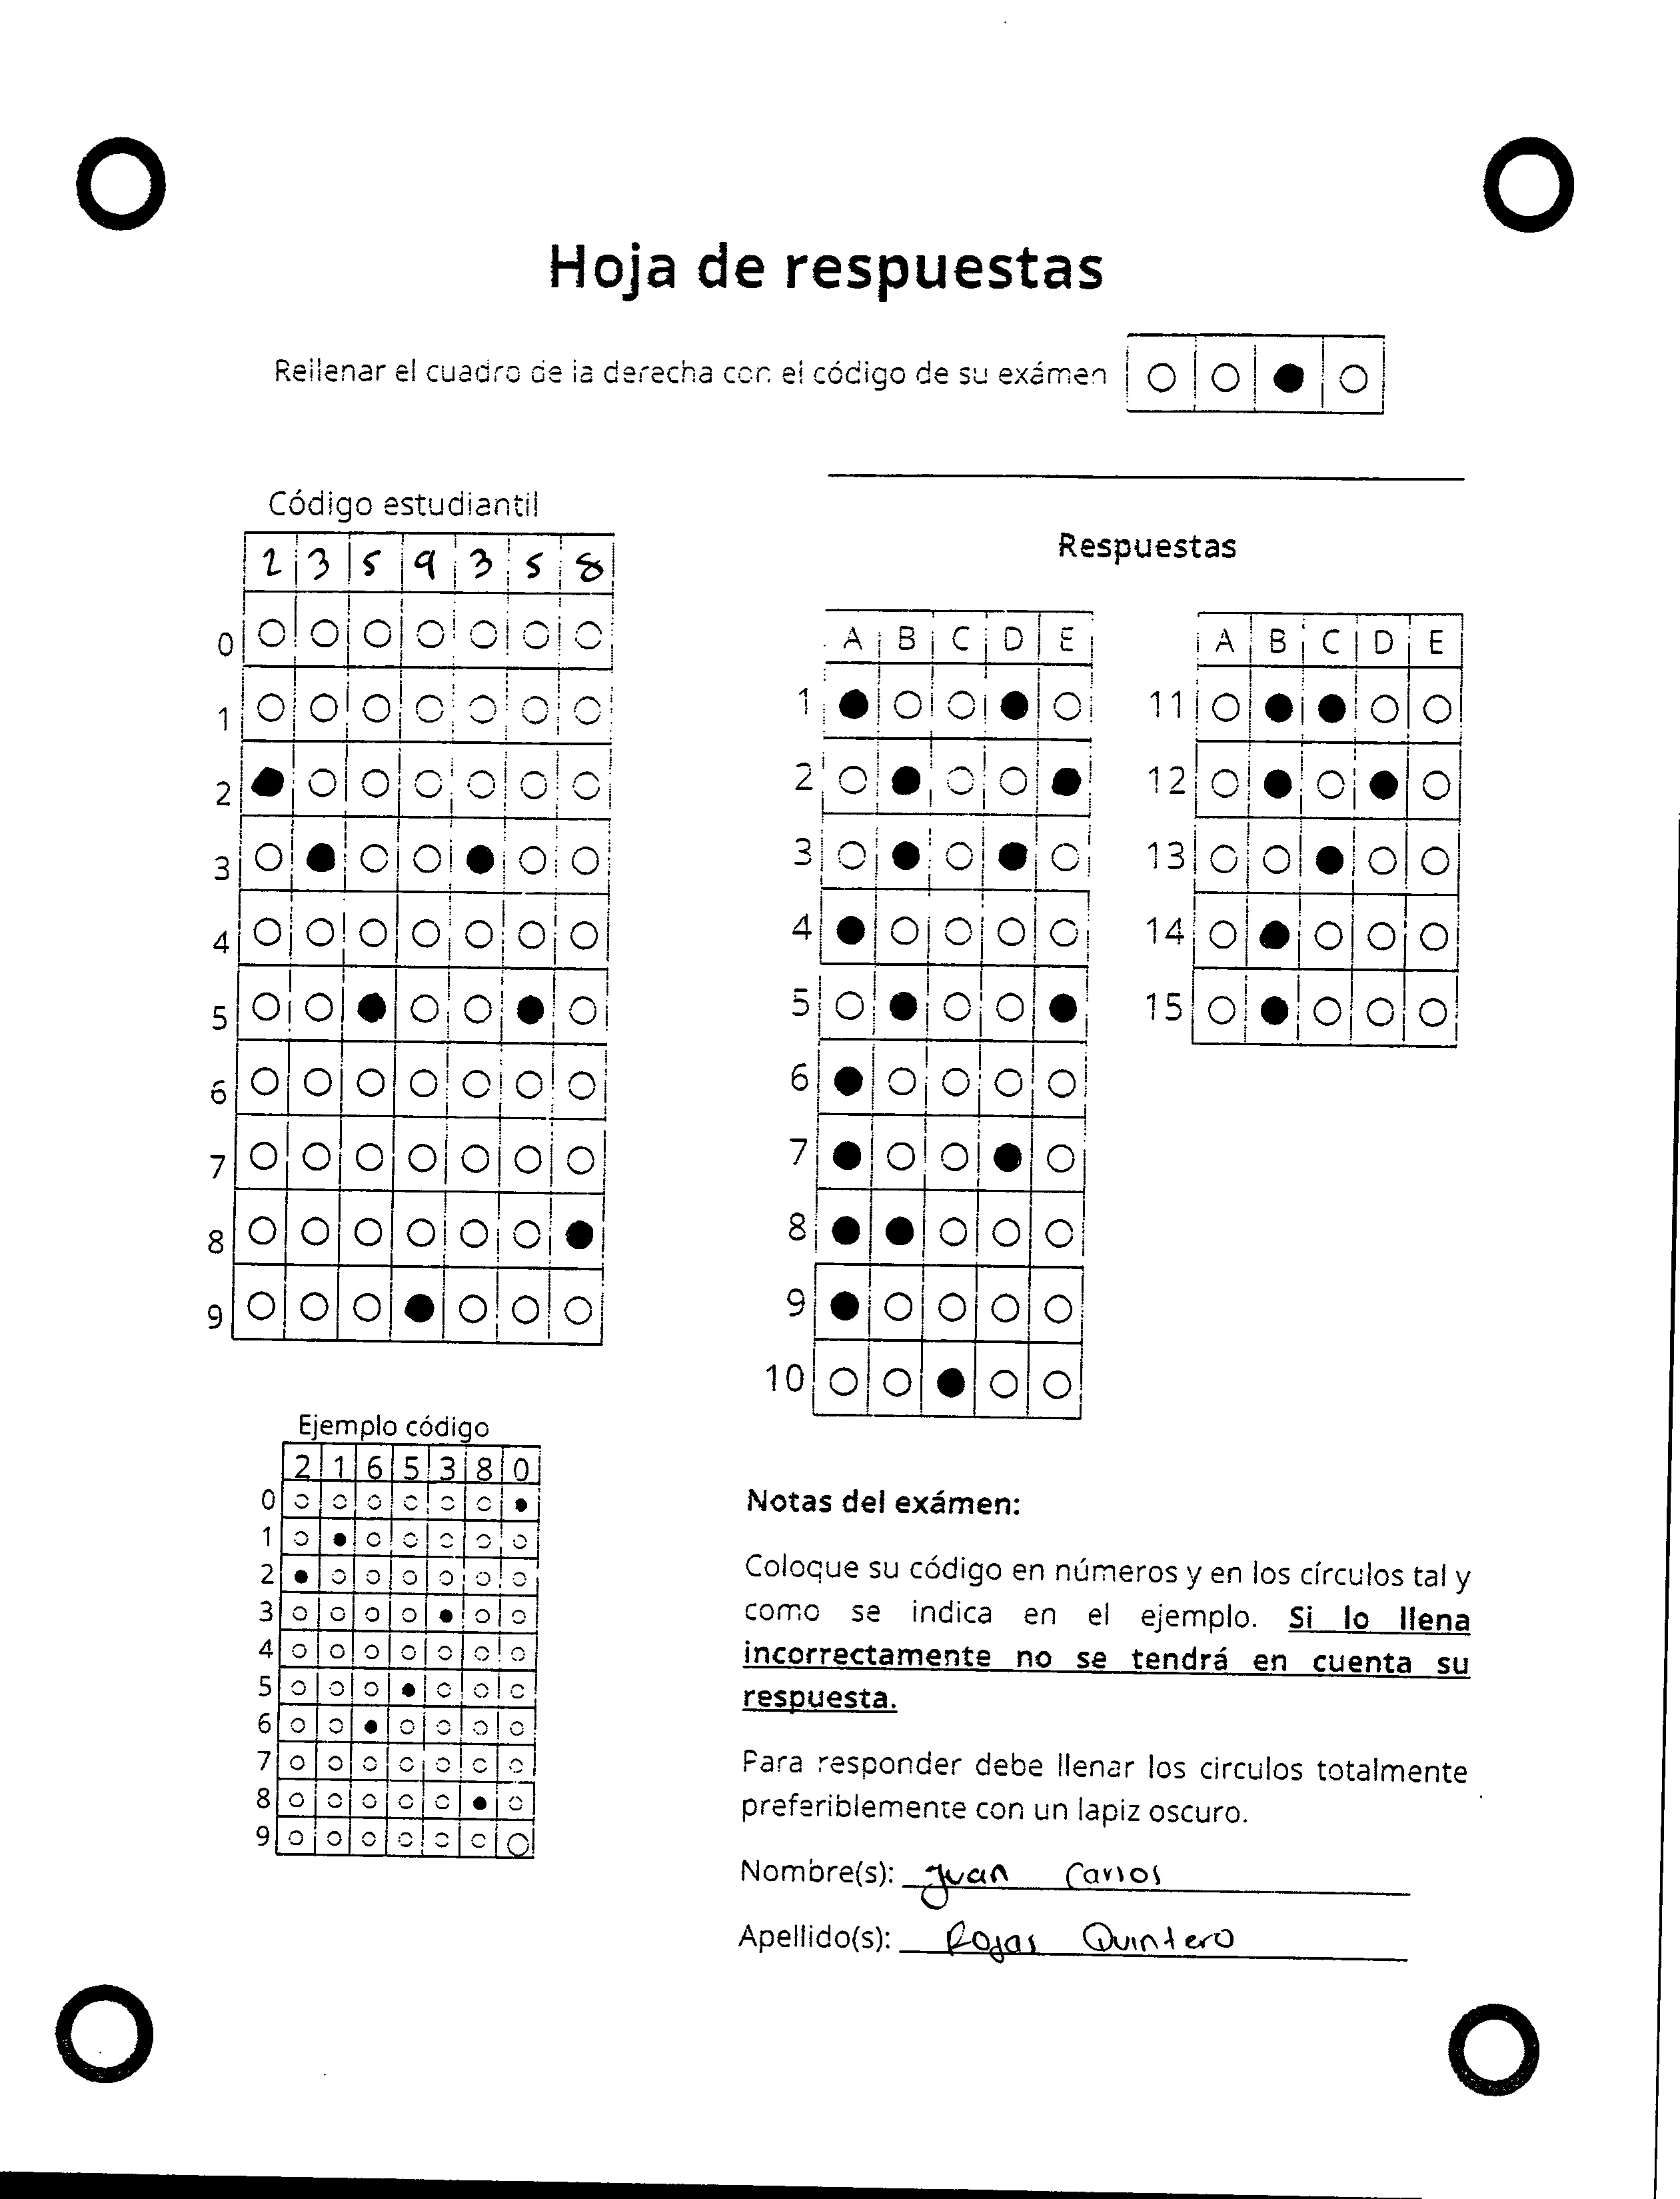 Hoja de respuestas
Rellenar el cuadro de la derecha con el código de su exámen
Código estudiantil
2 3 5 9 3 5 8
0
1
2
3
4
5
6
7
8
9
Respuestas
A B C D E
1
2
3
4
5
6
7
8
9
10
A B C D E
11
12
13
14
15
Ejemplo código
2 1 6 5 3 8 0
0
1
2
3
4
5
6
7
8
9
Notas del exámen:
Coloque su código en números y en los círculos tal y
como se indica en el ejemplo. Si lo llena
incorrectamente no se tendrá en cuenta su
respuesta.
Para responder debe llenar los circulos totalmente
preferiblemente con un lapiz oscuro.
Nombre(s): Juan Carlos
Apellido(s): Rojas Quintero